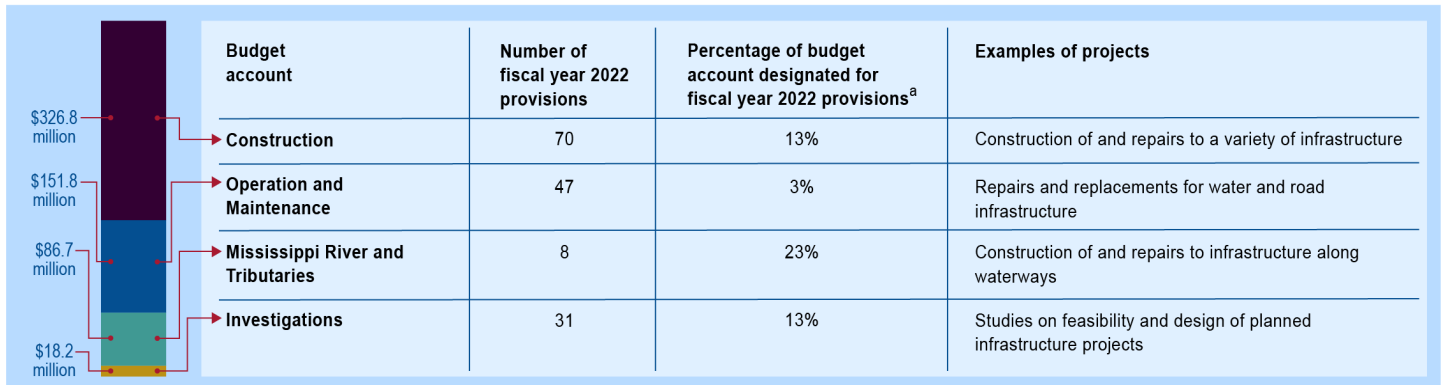 $326.8
million
$151.8
million
$86.7
million
$18.2
million
Budget
account
Number of
fiscal year 2022
provisions
Percentage of budget
account designated for
fiscal year 2022 provisionsa
Examples of projects
Construction
70
13%
Construction of and repairs to a variety of infrastructure
Operation and
Maintenance
47
3%
Repairs and replacements for water and road
infrastructure
Mississippi River and
Tributaries
8
23%
Construction of and repairs to infrastructure along
waterways
Investigations
31
13%
Studies on feasibility and design of planned
infrastructure projects